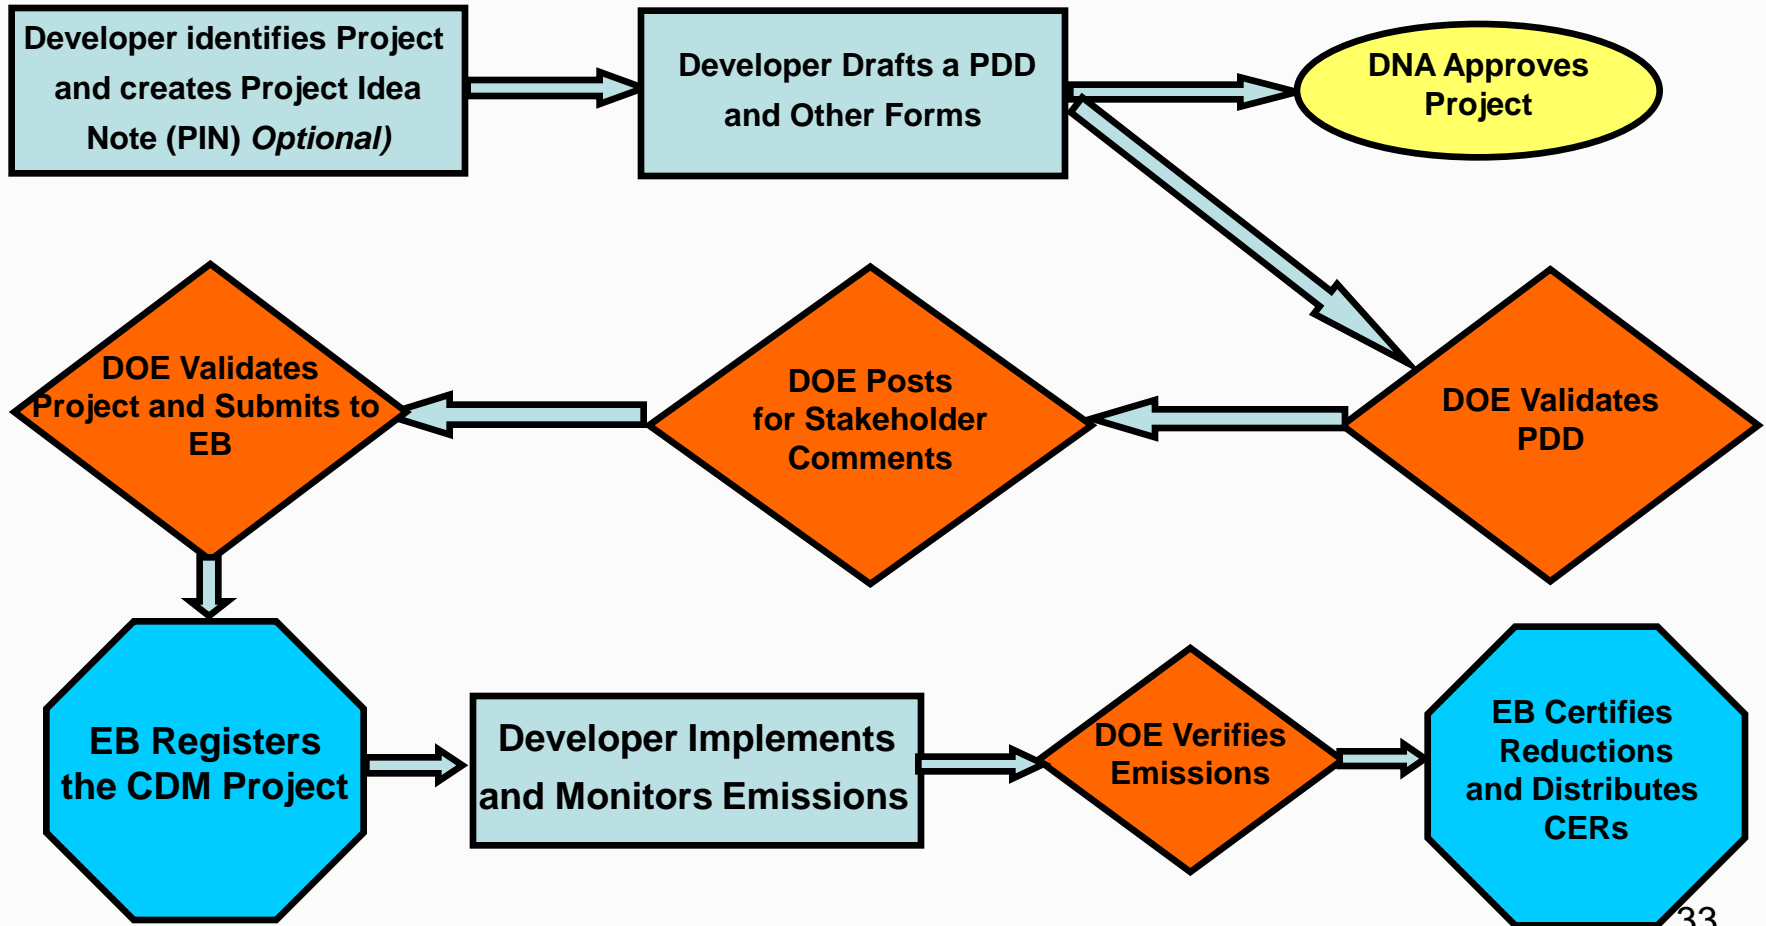 Developer identifies Project
and creates Project Idea
Note (PIN) Optional)
Developer Drafts a PDD
and Other Forms
DNA Approves
Project
DOE Validates
Project and Submits to
EB
DOE Posts
for Stakeholder
Comments
DOE Validates
PDD
EB Registers
the CDM Project
Developer Implements
and Monitors Emissions
DOE Verifies
Emissions
EB Certifies
Reductions
and Distributes
CERs
33